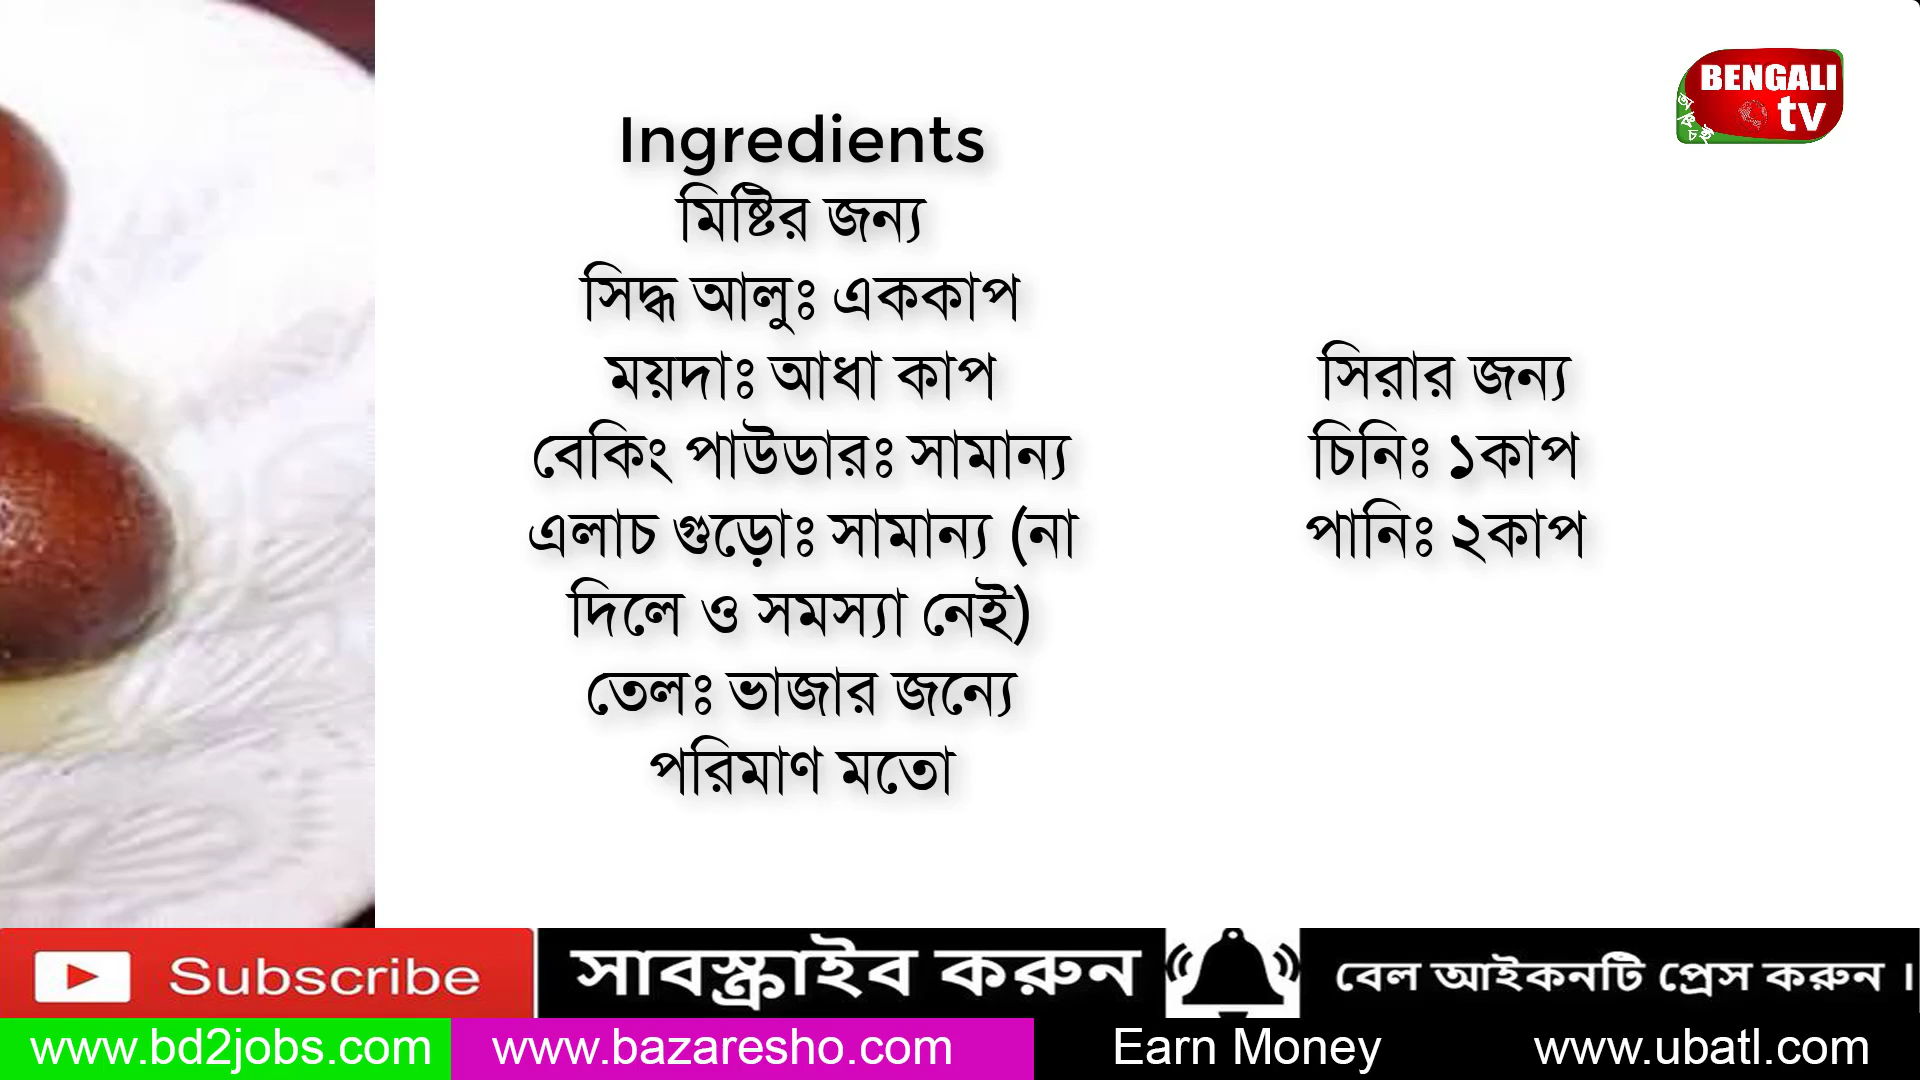 BENGALI
tv
Ingredients
মিষ্টির জন্য
সিদ্ধ আলুঃ এককাপ
ময়দাঃ আধা কাপ
বেকিং পাউডারঃ সামান্য
এলাচ গুড়োঃ সামান্য (না
দিলে ও সমস্যা নেই)
তেলঃ ভাজার জন্যে
পরিমাণ মতো
সিরার জন্য
চিনিঃ ১কাপ
পানিঃ ২কাপ
Subscribe
সাবস্ক্রাইব করুন
বেল আইকনটি প্রেস করুন ।
www.bd2jobs.com
www.bazaresho.com
Earn Money
www.ubatl.com